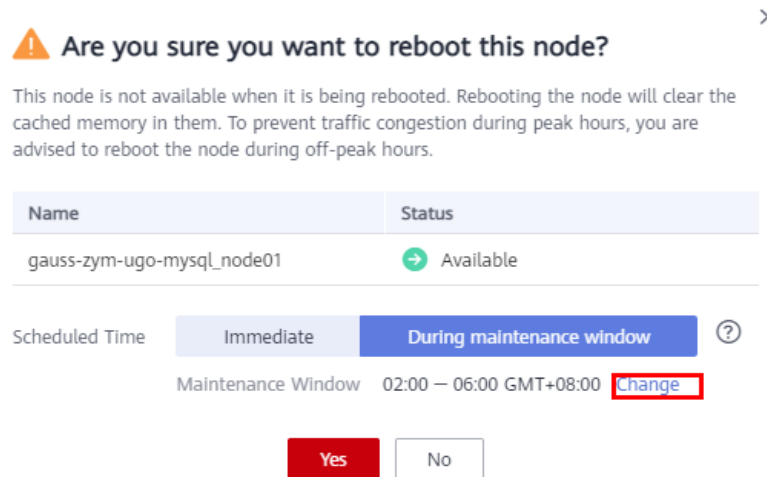 Are you sure you want to reboot this node?
This node is not available when it is being rebooted. Rebooting the node will clear the
cached memory in them. To prevent traffic congestion during peak hours, you are
advised to reboot the node during off-peak hours.
Name Status
gauss-zym-ugo-mysql_node01 Available
Scheduled Time Immediate During maintenance window ?
Maintenance Window 02:00 — 06:00 GMT+08:00 Change
Yes No